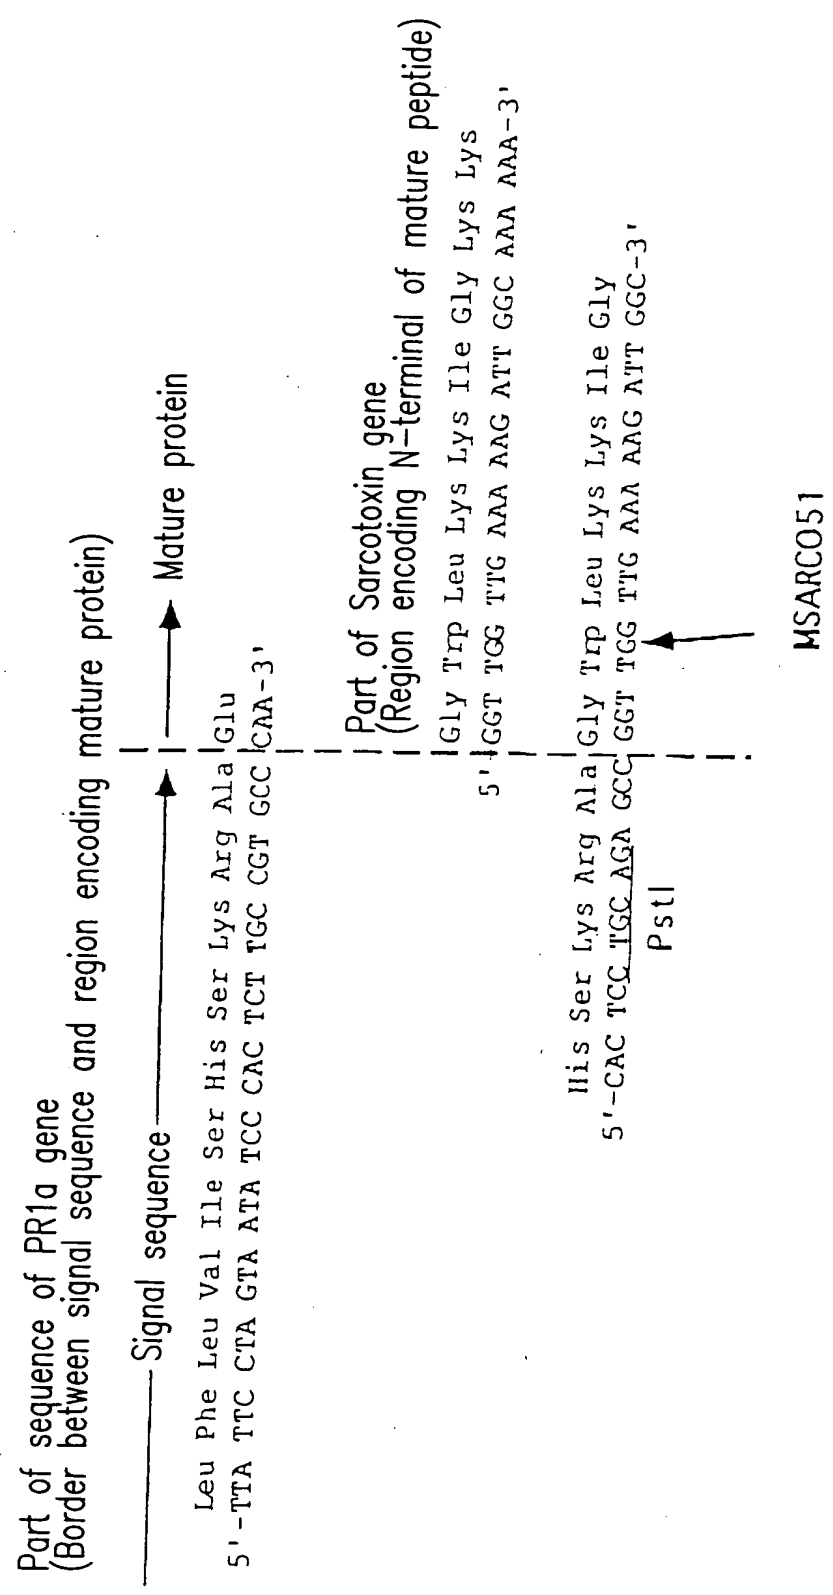 Part of sequence of PR1a gene
(Border between signal sequence and region encoding mature protein)
Signal sequence
Mature protein
Leu Phe Leu Val Ile Ser His Ser Lys Arg Ala Glu
5'-TTA TTC CTA GTA ATA TCC CAC TCT TGC CGT GCC CAA-3'
Part of Sarcotoxin gene
(Region encoding N-terminal of mature peptide)
Gly Trp Leu Lys Lys Ile Gly Lys Lys
5'-GGT TGG TTG AAA AAG ATT GGC AAA AAA-3'
His Ser Lys Arg Ala Gly Trp Leu Lys Lys Ile Gly
5'-CAC TCC TGC AGA GCC GGT TGG TTG AAA AAG ATT GGC-3'
PstI
MSARCO51